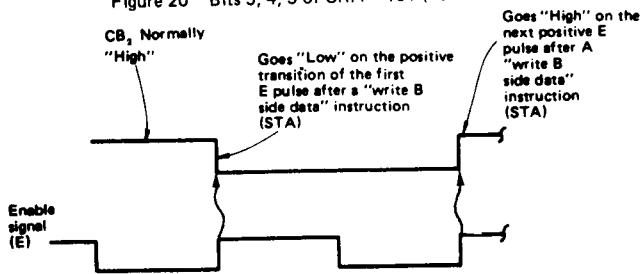 Figure 20 Bits 5, 4, 3 of CRA
CB₂ Normally
"High"
Goes "Low" on the positive
transition of the first
E pulse after a "write B
side data" instruction
(STA)
Goes "High" on the
next positive E
pulse after A
"write B
side data"
instruction
(STA)
Enable
signal
(E)